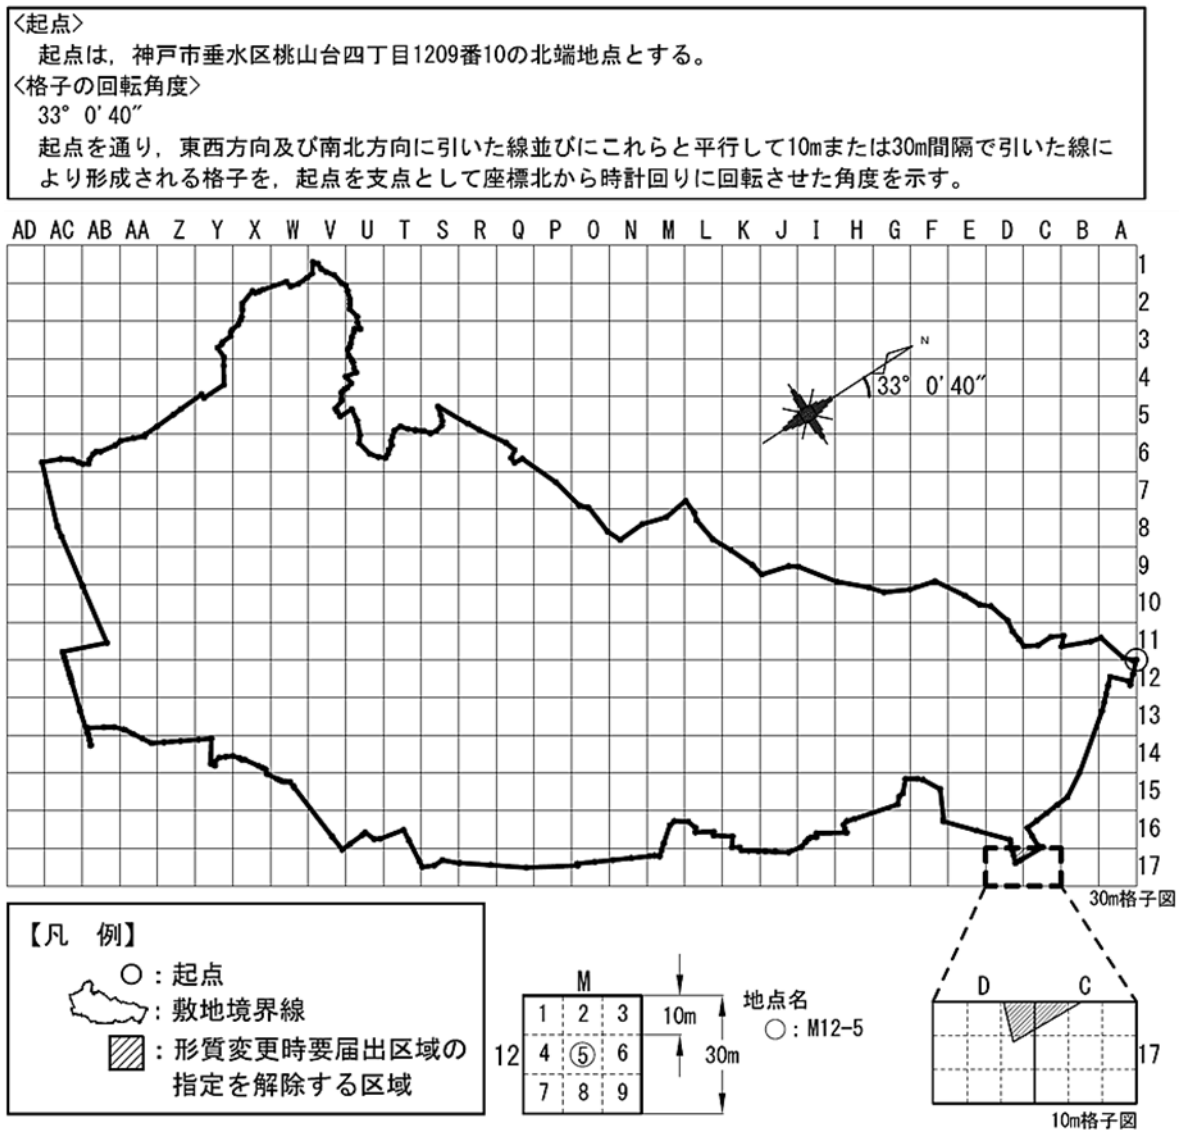 <起点>
起点は，神戸市垂水区桃山台四丁目1209番10の北端地点とする。
<格子の回転角度>
33° 0′40″
起点を通り，東西方向及び南北方向に引いた線並びにこれらと平行して10mまたは30m間隔で引いた線に
より形成される格子を，起点を支点として座標北から時計回りに回転させた角度を示す。
AD AC AB AA Z Y X W V U T S R Q P O N M L K J I H G F E D C B A
1
2
3
N
4
33° 0′40″
5
6
7
8
9
10
11
12
13
14
15
16
17
30m格子図
【凡 例】
○：起点
：敷地境界線
：形質変更時要届出区域の
指定を解除する区域
M
1 2 3
12 4 ⑤ 6
7 8 9
10m
30m
地点名
○：M12-5
D C
17
10m格子図